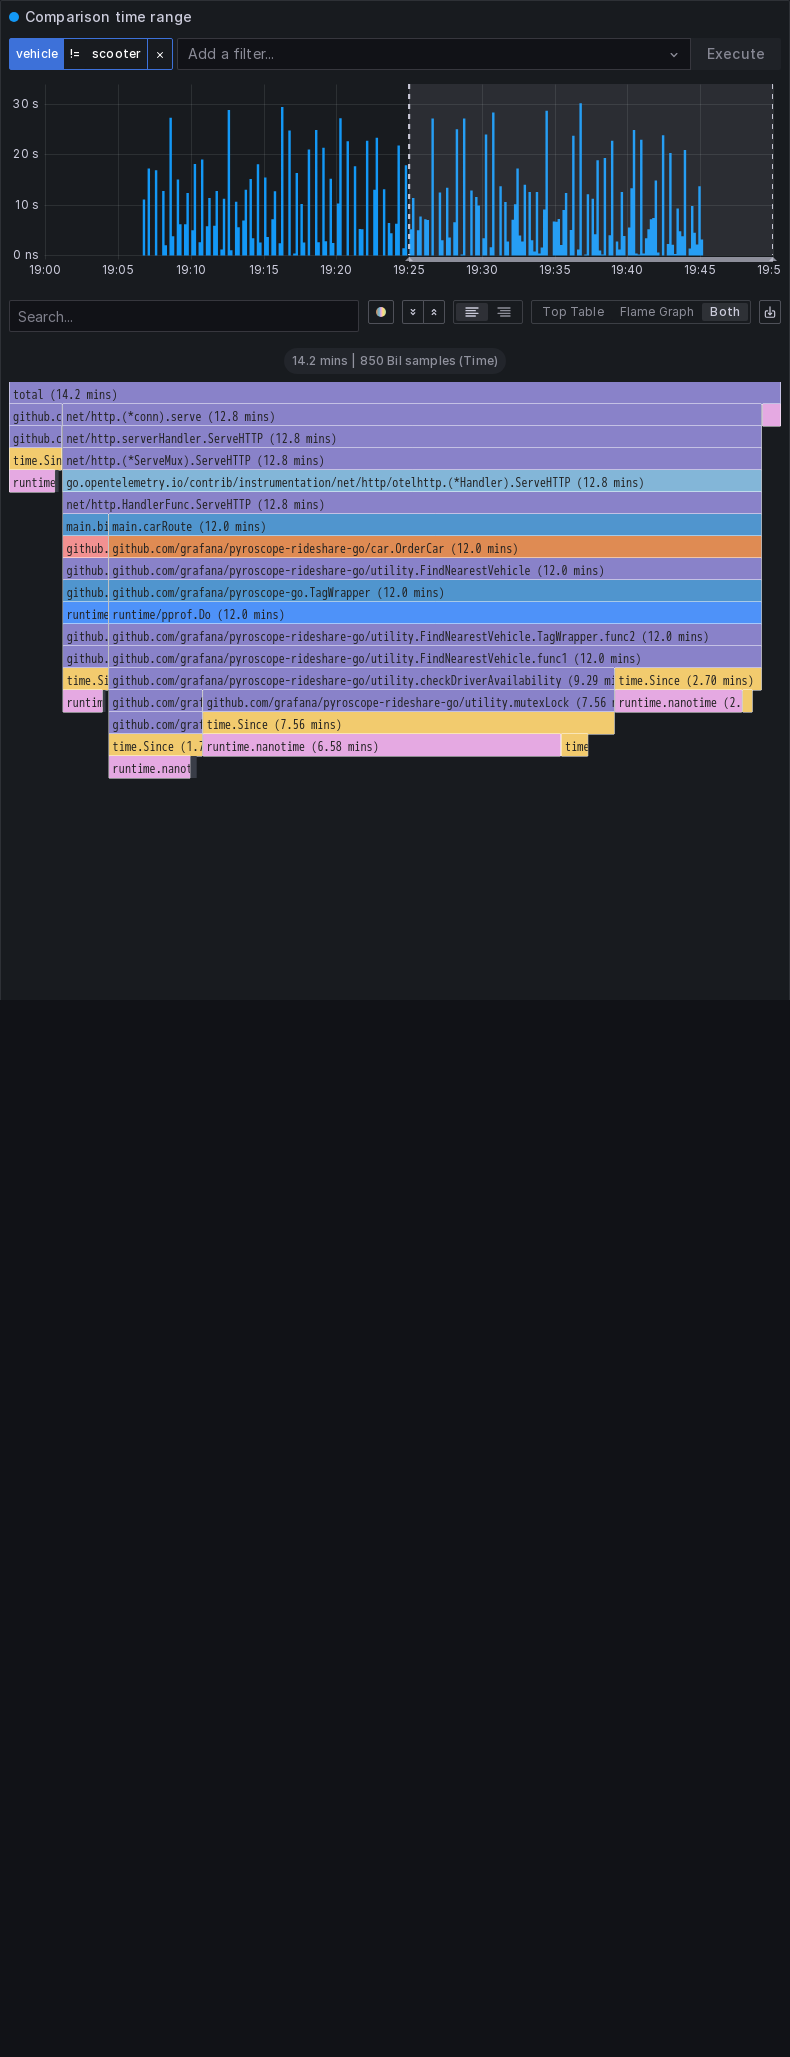 Comparison time range
vehicle != scooter × Add a filter... Execute
30 s
20 s
10 s
0 ns
19:00 19:05 19:10 19:15 19:20 19:25 19:30 19:35 19:40 19:45 19:5
Search... Top Table Flame Graph Both
14.2 mins | 850 Bil samples (Time)
total (14.2 mins)
github.c net/http.(*conn).serve (12.8 mins)
github.c net/http.serverHandler.ServeHTTP (12.8 mins)
time.Sin net/http.(*ServeMux).ServeHTTP (12.8 mins)
runtime go.opentelemetry.io/contrib/instrumentation/net/http/otelhttp.(*Handler).ServeHTTP (12.8 mins)
net/http.HandlerFunc.ServeHTTP (12.8 mins)
main.bi main.carRoute (12.0 mins)
github. github.com/grafana/pyroscope-rideshare-go/car.OrderCar (12.0 mins)
github. github.com/grafana/pyroscope-rideshare-go/utility.FindNearestVehicle (12.0 mins)
github. github.com/grafana/pyroscope-go.TagWrapper (12.0 mins)
runtime runtime/pprof.Do (12.0 mins)
github. github.com/grafana/pyroscope-rideshare-go/utility.FindNearestVehicle.TagWrapper.func2 (12.0 mins)
github. github.com/grafana/pyroscope-rideshare-go/utility.FindNearestVehicle.func1 (12.0 mins)
time.Si github.com/grafana/pyroscope-rideshare-go/utility.checkDriverAvailability (9.29 mi time.Since (2.70 mins)
runtim github.com/graf github.com/grafana/pyroscope-rideshare-go/utility.mutexLock (7.56 runtime.nanotime (2.
github.com/graf time.Since (7.56 mins)
time.Since (1.7 runtime.nanotime (6.58 mins) time
runtime.nanot